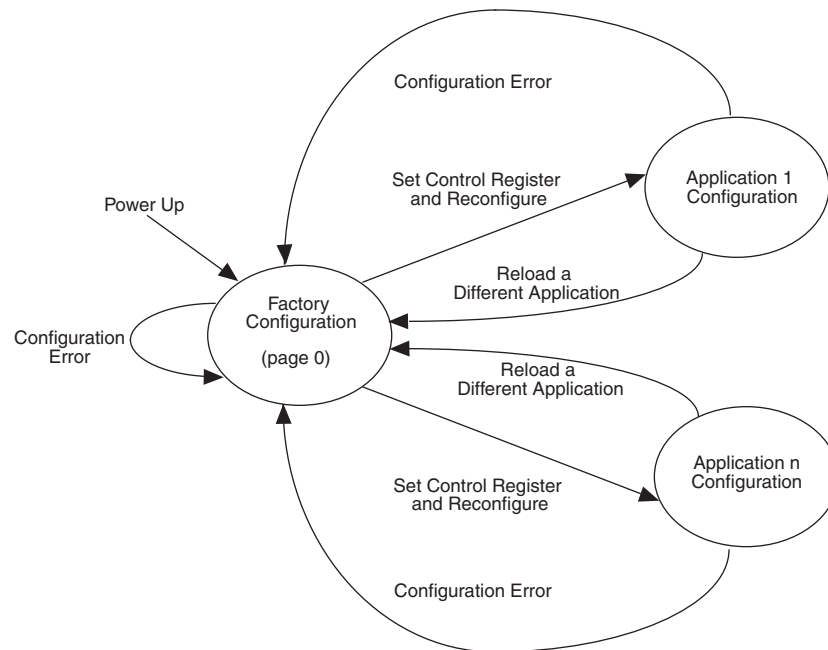 Configuration Error
Set Control Register
and Reconfigure
Application 1
Configuration
Power Up
Reload a
Different Application
Factory
Configuration
(page 0)
Configuration
Error
Reload a
Different Application
Application n
Configuration
Set Control Register
and Reconfigure
Configuration Error